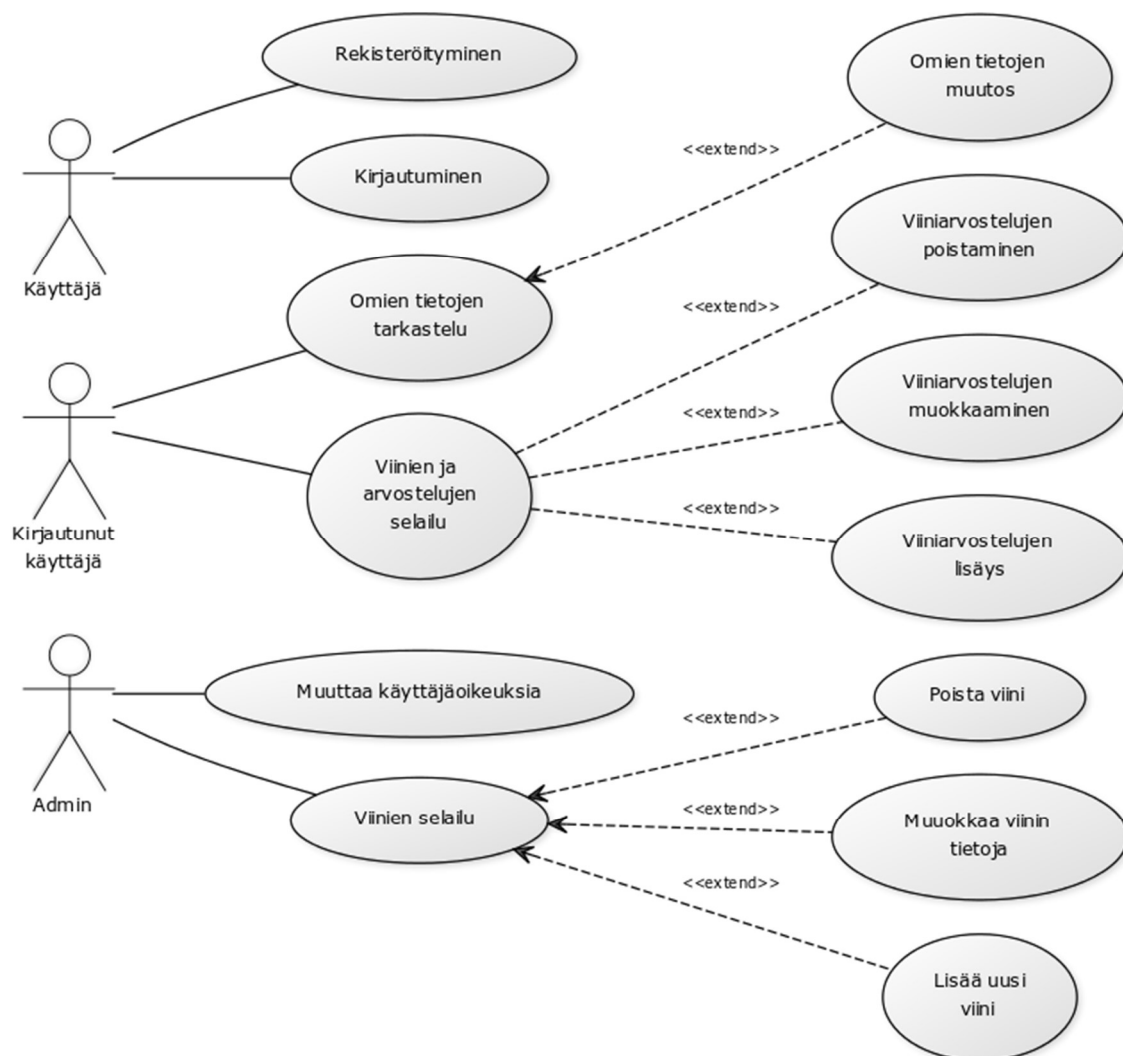 Rekisteröityminen
Omien tietojen
muutos
<<extend>>
Kirjautuminen
Käyttäjä
Viiniarvostelujen
poistaminen
Omien tietojen
tarkastelu
<<extend>>
Viiniarvostelujen
muokkaaminen
<<extend>>
Viinien ja
arvostelujen
selailu
Kirjautunut
käyttäjä
<<extend>>
Viiniarvostelujen
lisäys
Muuttaa käyttäjäoikeuksia
Poista viini
<<extend>>
Admin
Viinien selailu
<<extend>>
Muuokkaa viinin
tietoja
<<extend>>
Lisää uusi
viini